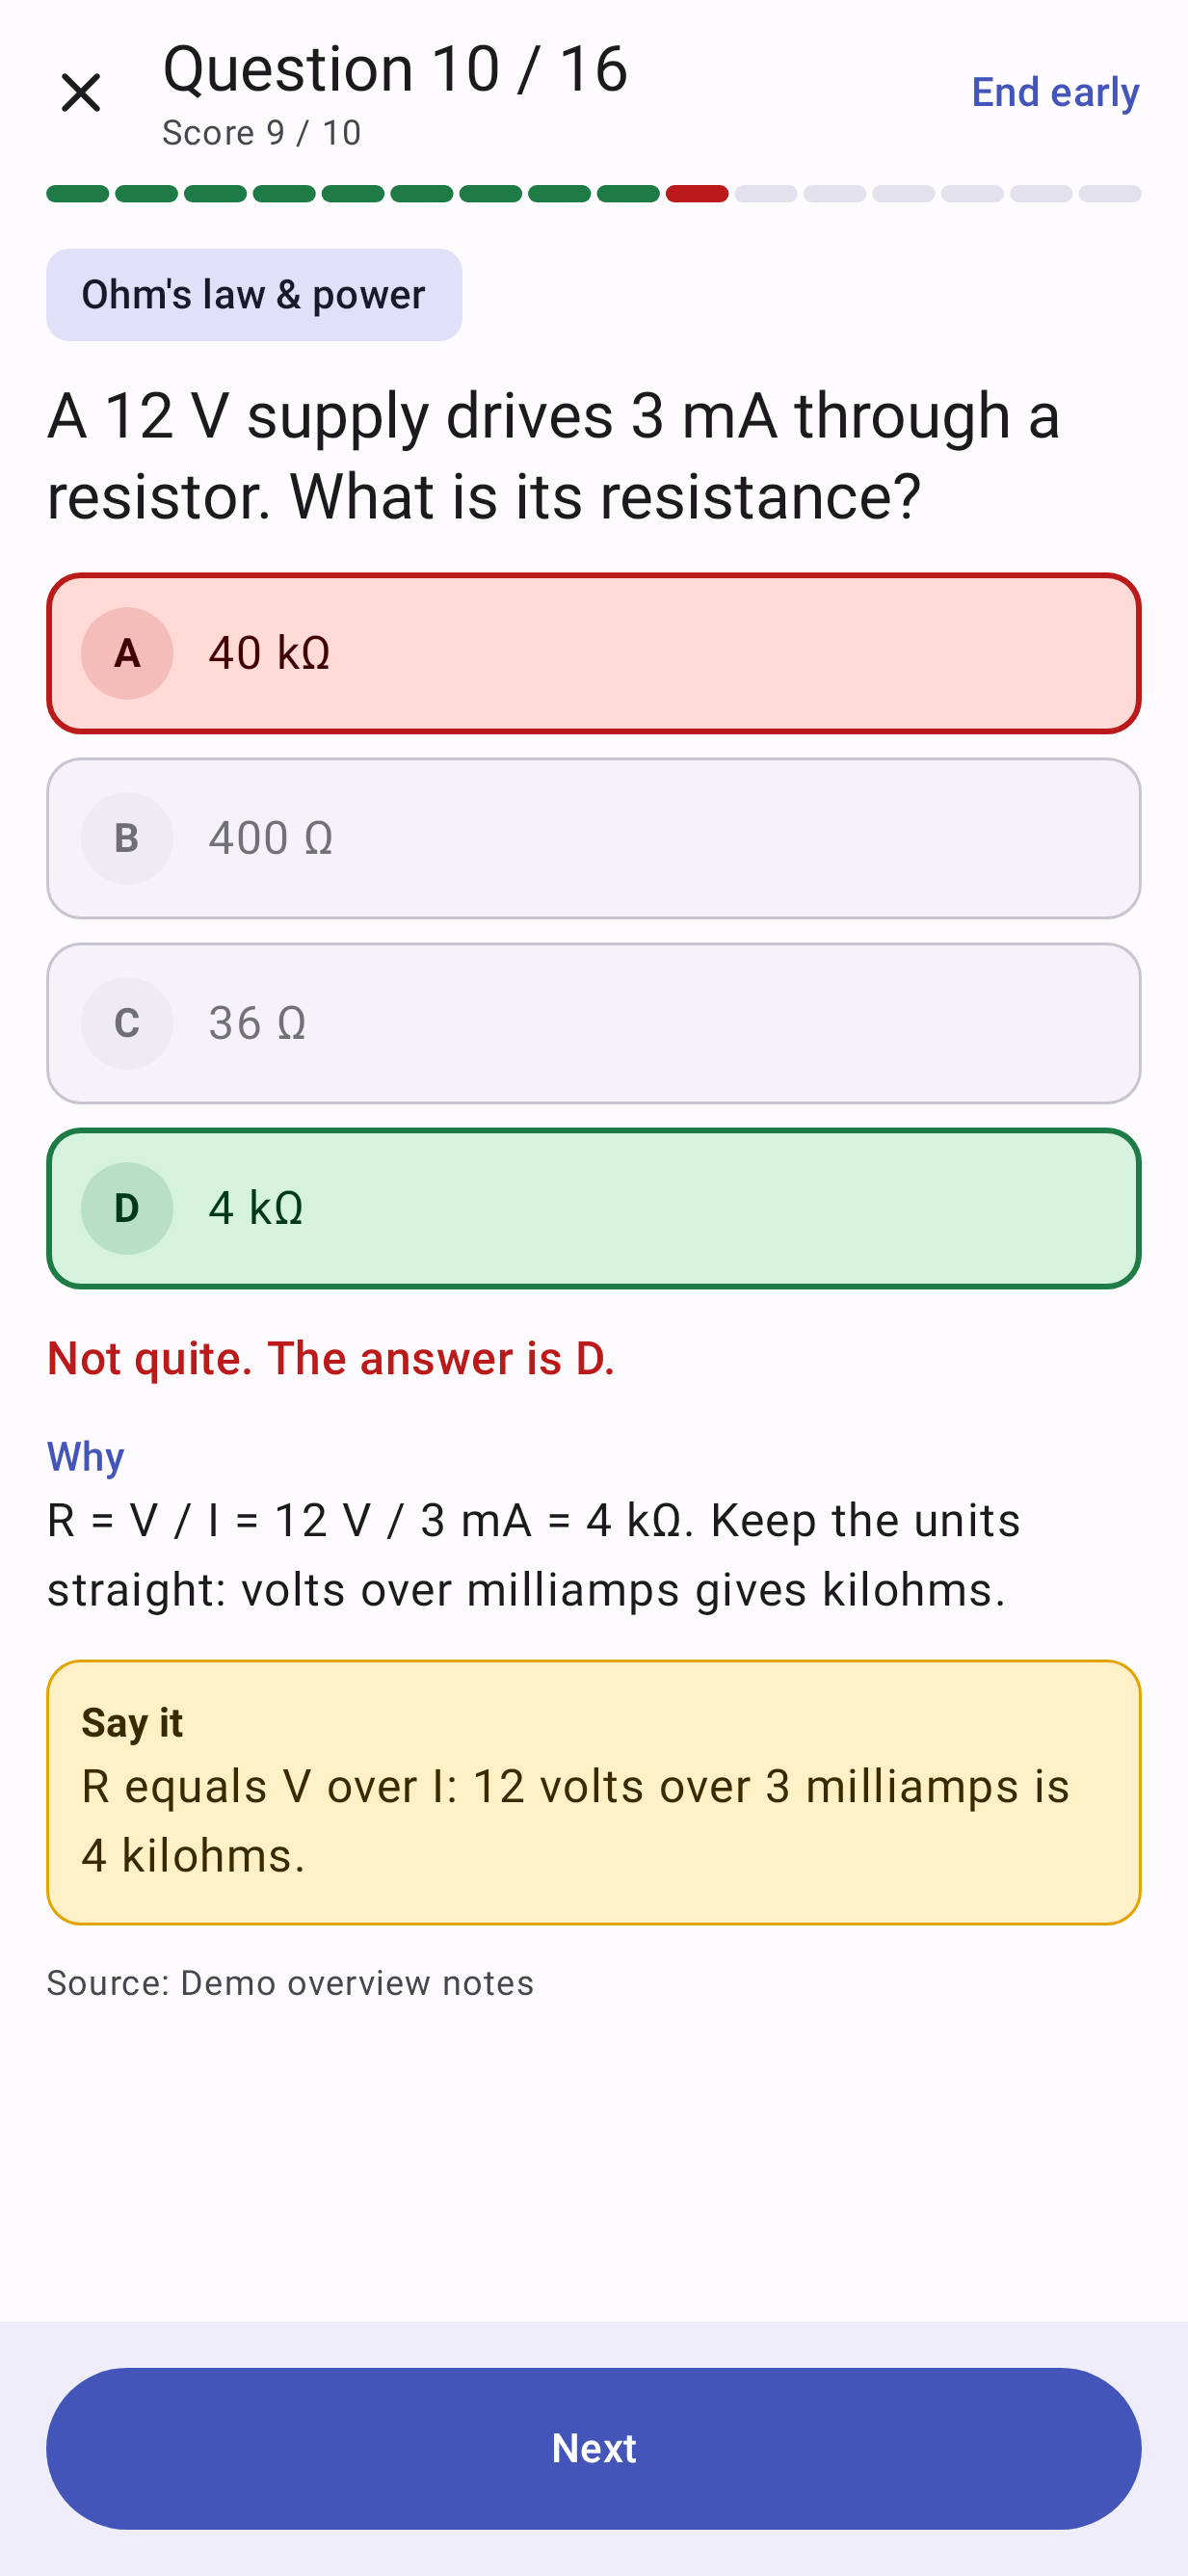 Question 10 / 16
Score 9 / 10
End early
Ohm's law & power
A 12 V supply drives 3 mA through a
resistor. What is its resistance?
A 40 kΩ
B 400 Ω
C 36 Ω
D 4 kΩ
Not quite. The answer is D.
Why
R = V / I = 12 V / 3 mA = 4 kΩ. Keep the units
straight: volts over milliamps gives kilohms.
Say it
R equals V over I: 12 volts over 3 milliamps is
4 kilohms.
Source: Demo overview notes
Next